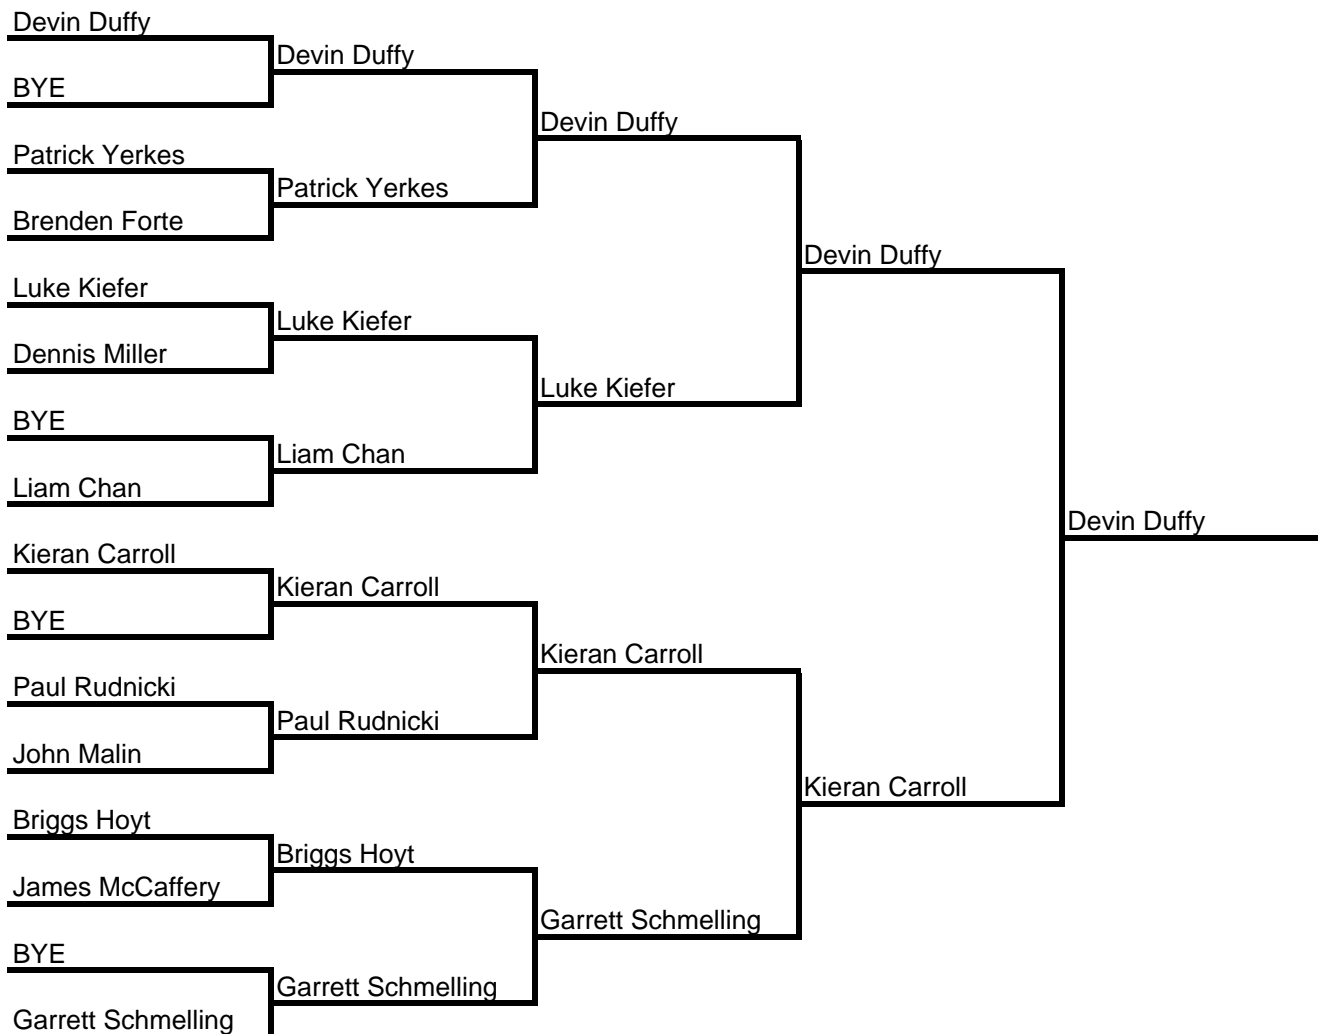 Devin Duffy
BYE
Patrick Yerkes
Brenden Forte
Luke Kiefer
Dennis Miller
BYE
Liam Chan
Kieran Carroll
BYE
Paul Rudnicki
John Malin
Briggs Hoyt
James McCaffery
BYE
Garrett Schmelling
Devin Duffy
Patrick Yerkes
Luke Kiefer
Liam Chan
Kieran Carroll
Paul Rudnicki
Briggs Hoyt
Garrett Schmelling
Devin Duffy
Luke Kiefer
Kieran Carroll
Garrett Schmelling
Devin Duffy
Kieran Carroll
Devin Duffy